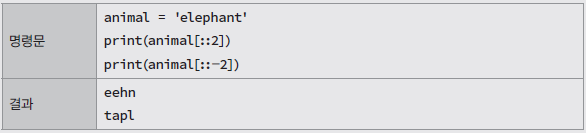 명령문
animal = 'elephant'
print(animal[::2])
print(animal[::-2])
결과
eehn
tapl